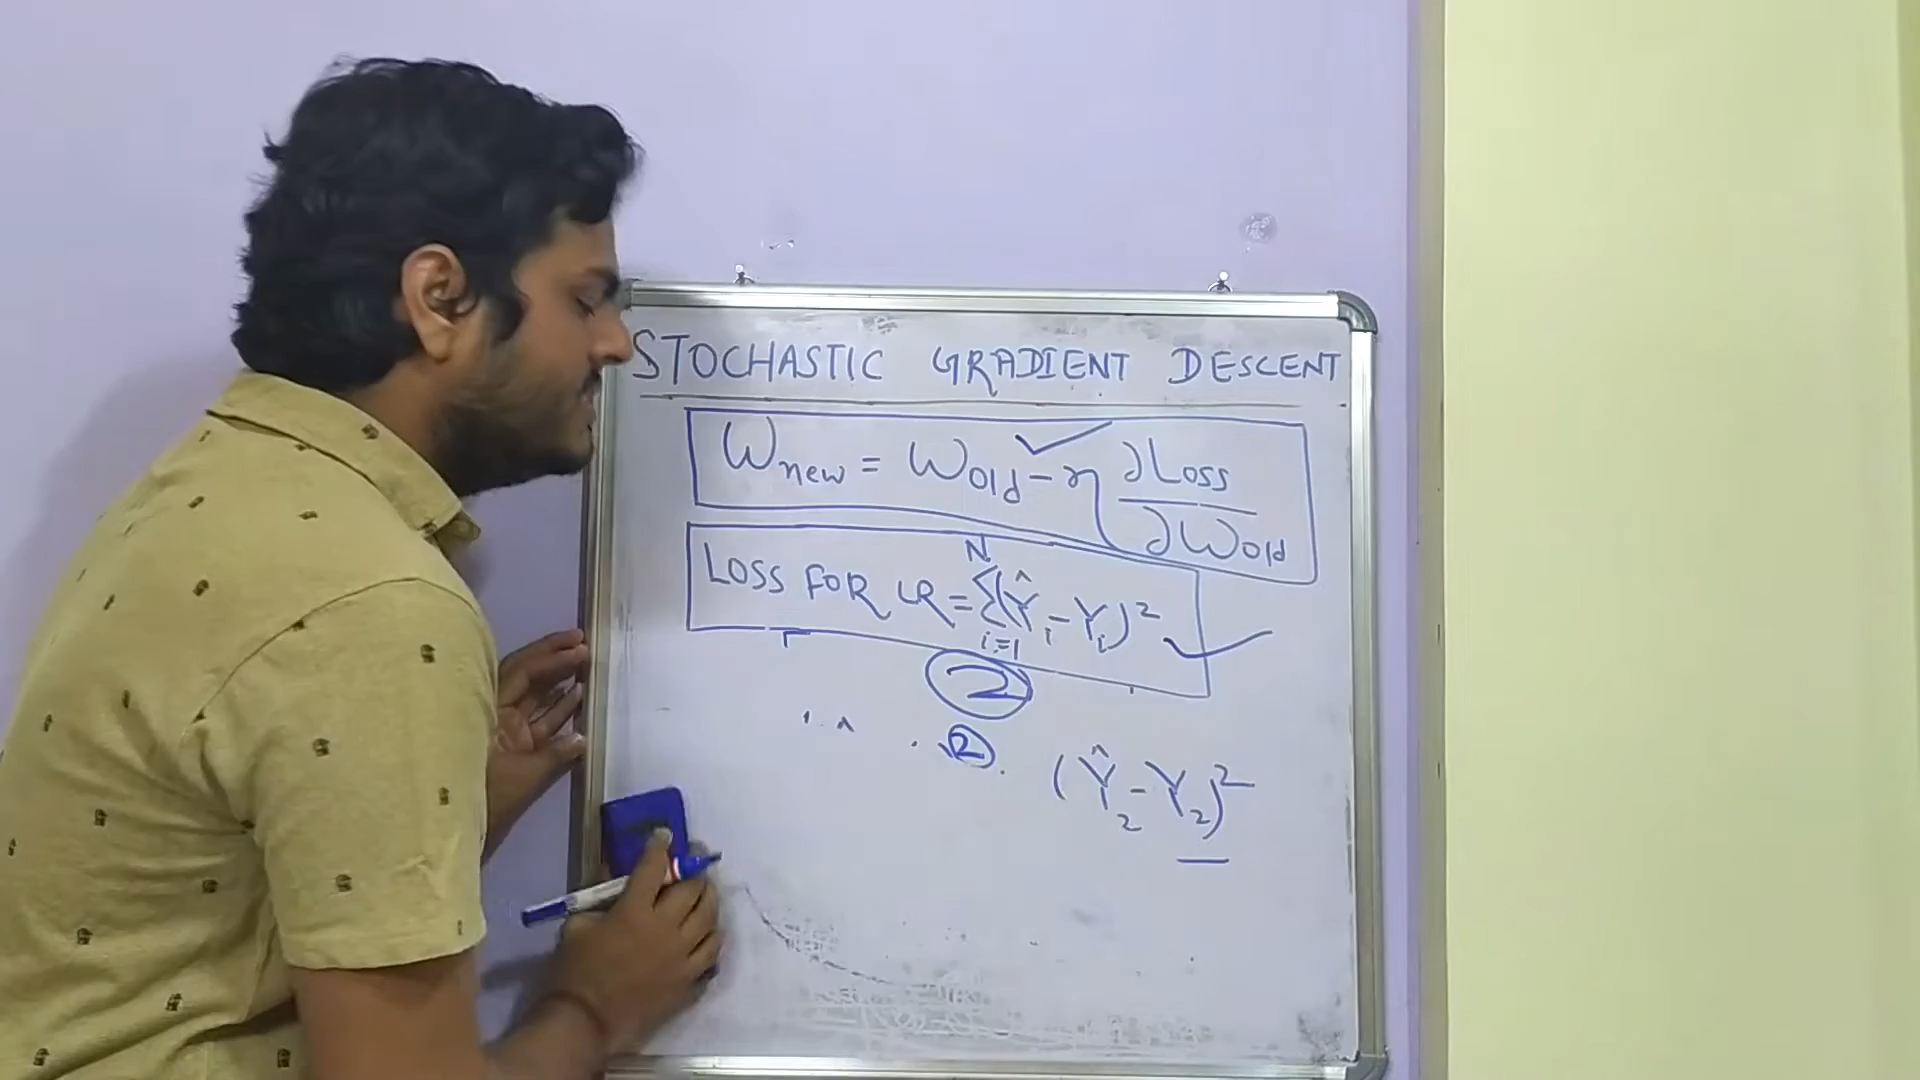 STOCHASTIC GRADIENT DESCENT
Wnew = Wold - η ∂Loss / ∂Wold
LOSS FOR LR = N Σ i=1 (Ŷi - Yi)²
2
2
(Ŷ2 - Y2)²